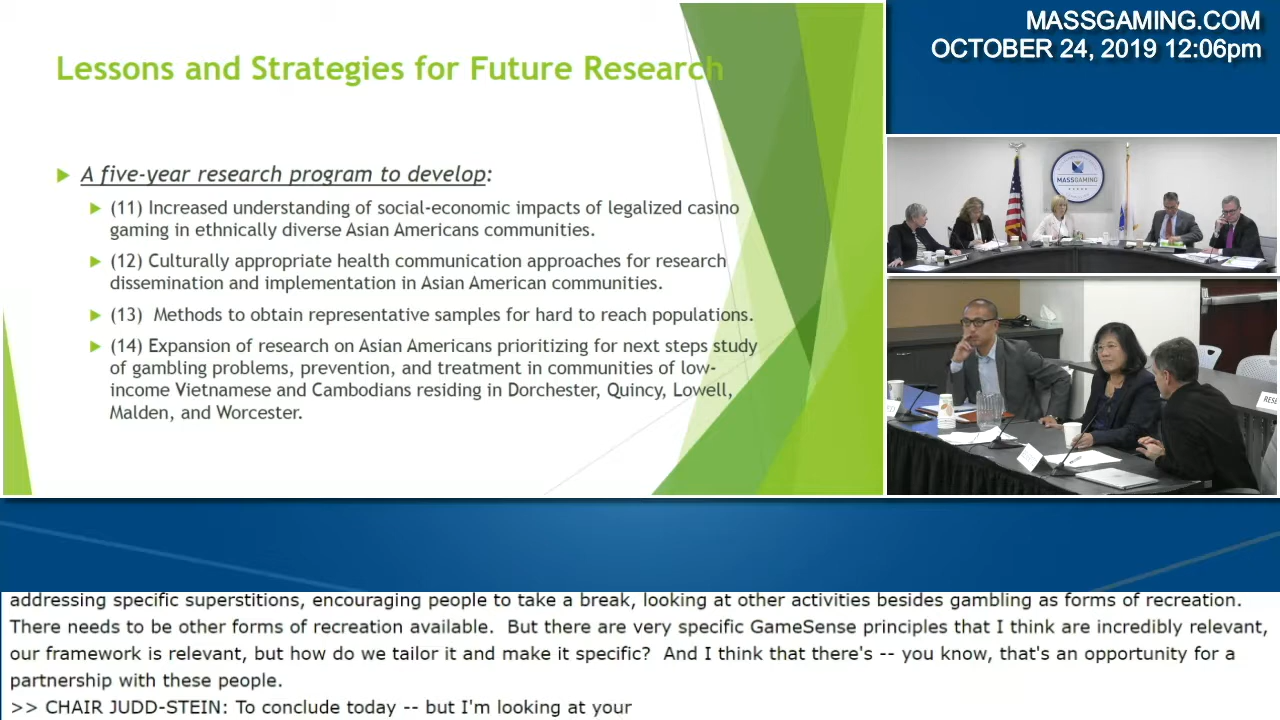 MASSGAMING.COM
OCTOBER 24, 2019 12:06pm
Lessons and Strategies for Future Research
A five-year research program to develop:
(11) Increased understanding of social-economic impacts of legalized casino
gaming in ethnically diverse Asian Americans communities.
(12) Culturally appropriate health communication approaches for research
dissemination and implementation in Asian American communities.
(13) Methods to obtain representative samples for hard to reach populations.
(14) Expansion of research on Asian Americans prioritizing for next steps study
of gambling problems, prevention, and treatment in communities of low-
income Vietnamese and Cambodians residing in Dorchester, Quincy, Lowell,
Malden, and Worcester.
MASSGAMING
addressing specific superstitions, encouraging people to take a break, looking at other activities besides gambling as forms of recreation.
There needs to be other forms of recreation available.  But there are very specific GameSense principles that I think are incredibly relevant,
our framework is relevant, but how do we tailor it and make it specific?  And I think that there's -- you know, that's an opportunity for a
partnership with these people.
>> CHAIR JUDD-STEIN: To conclude today -- but I'm looking at your